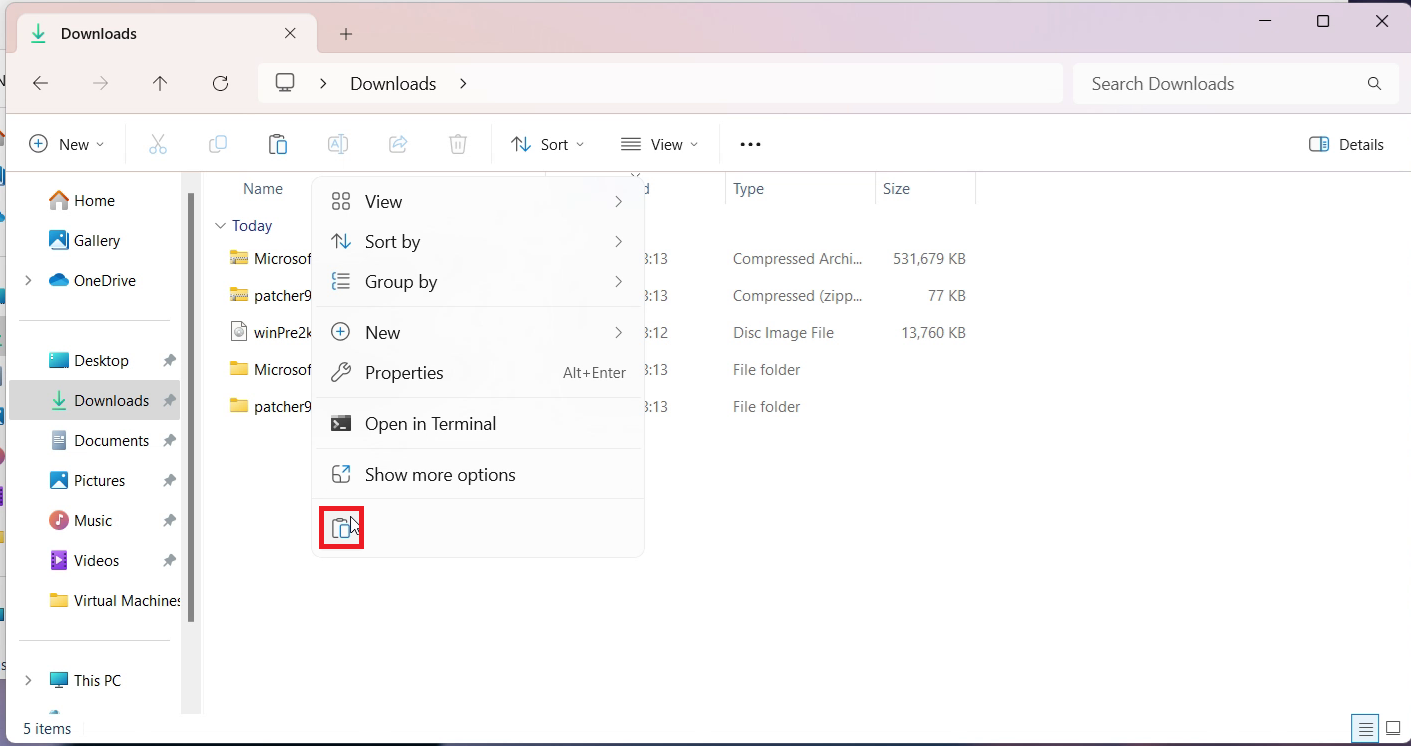 Downloads
Downloads
Search Downloads
New
Sort
View
Details
Home
Gallery
OneDrive
Desktop
Downloads
Documents
Pictures
Music
Videos
Virtual Machines
This PC
Name
Type
Size
Today
Microsof
3:13
Compressed Archi...
531,679 KB
patcher9
3:13
Compressed (zipp...
77 KB
winPre2k
3:12
Disc Image File
13,760 KB
Microsof
3:13
File folder
patcher9
3:13
File folder
View
Sort by
Group by
New
Properties
Alt+Enter
Open in Terminal
Show more options
5 items